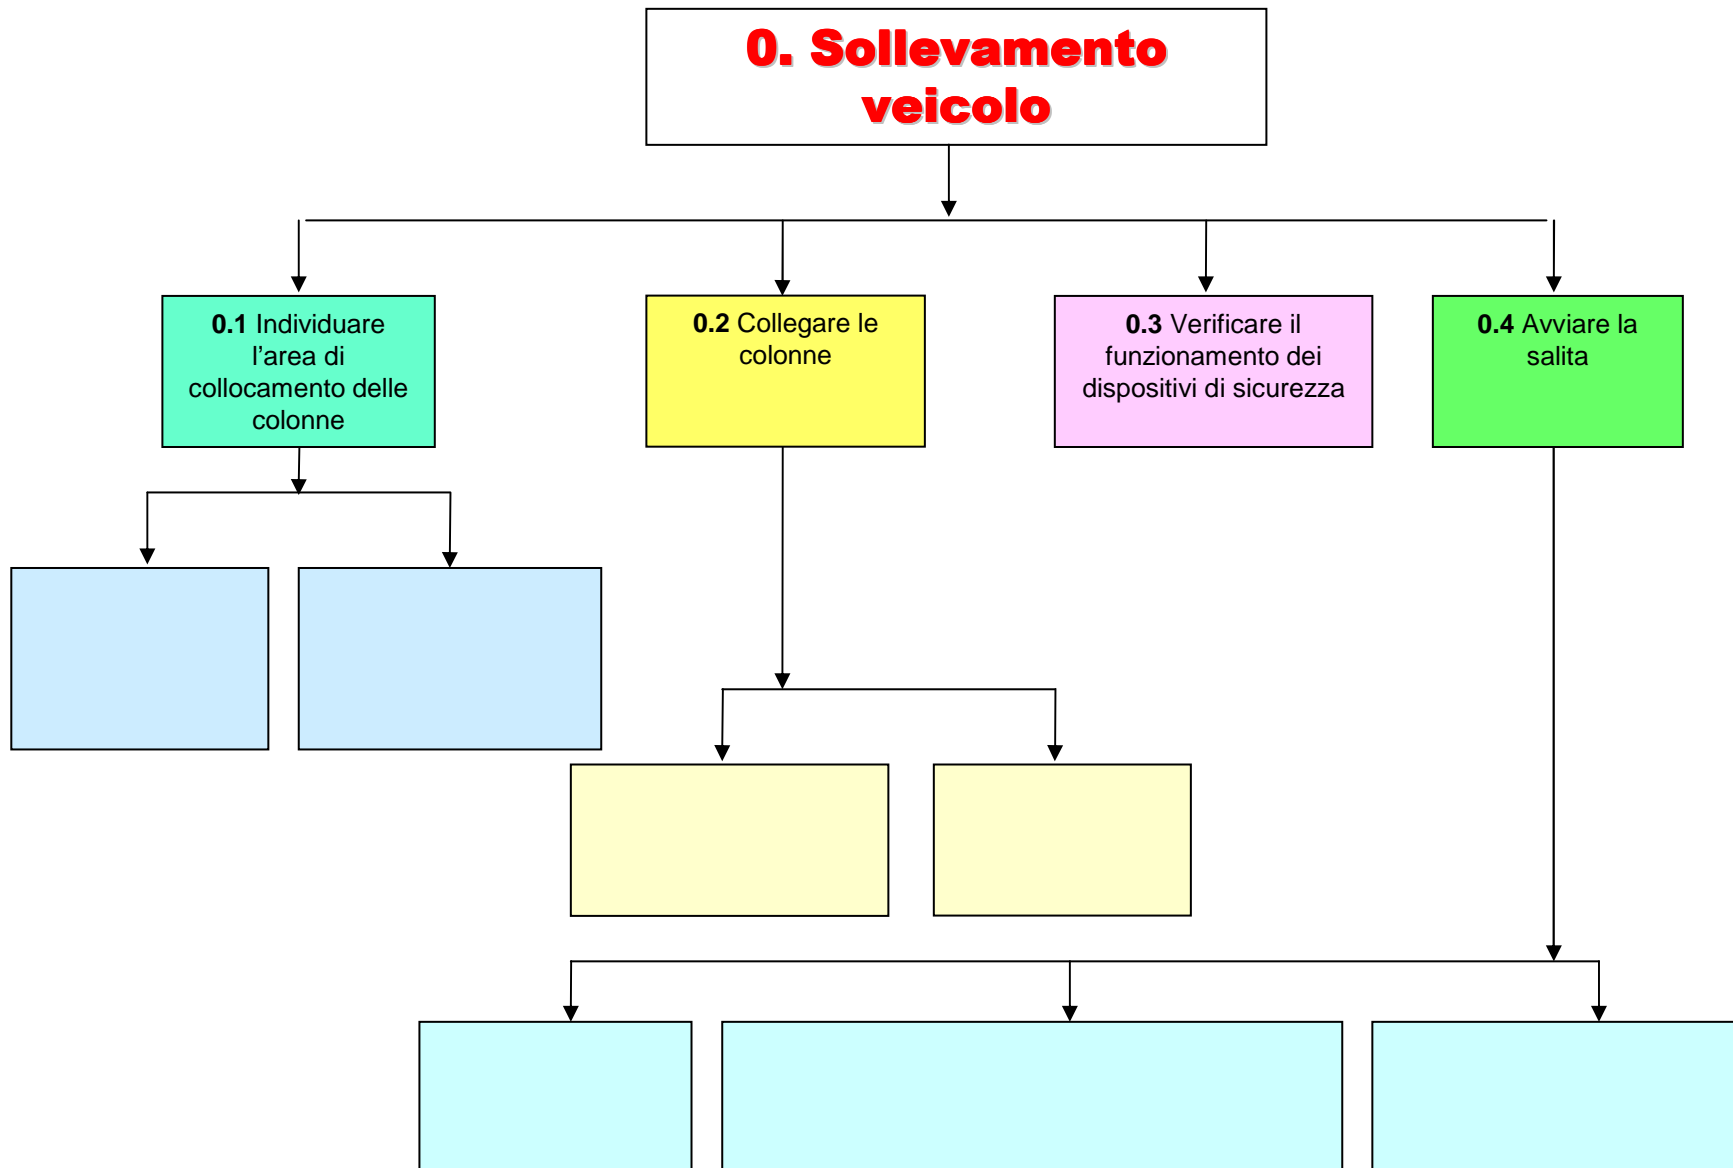 0. Sollevamento
veicolo
0.1 Individuare
l’area di
collocamento delle
colonne
0.2 Collegare le
colonne
0.3 Verificare il
funzionamento dei
dispositivi di sicurezza
0.4 Avviare la
salita